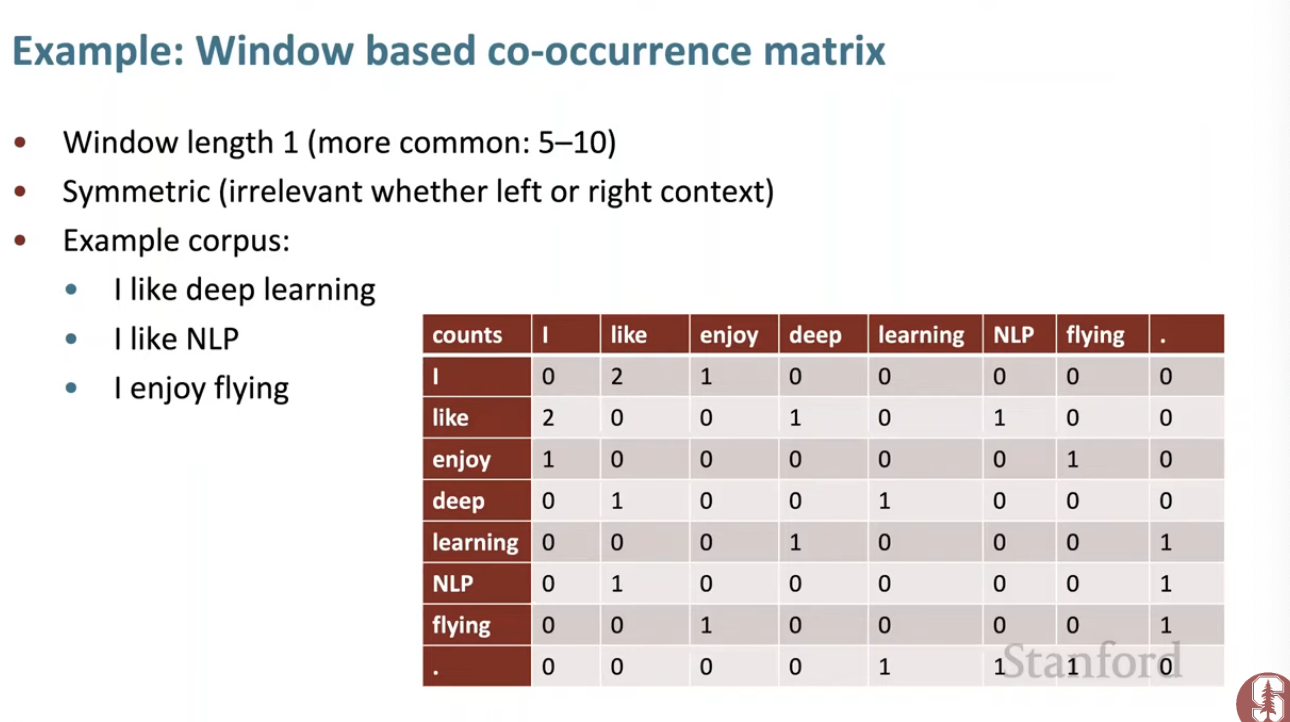 Example: Window based co-occurrence matrix
• Window length 1 (more common: 5–10)
• Symmetric (irrelevant whether left or right context)
• Example corpus:
• I like deep learning
• I like NLP
• I enjoy flying
counts I like enjoy deep learning NLP flying .
I 0 2 1 0 0 0 0 0
like 2 0 0 1 0 1 0 0
enjoy 1 0 0 0 0 0 1 0
deep 0 1 0 0 1 0 0 0
learning 0 0 0 1 0 0 0 1
NLP 0 1 0 0 0 0 0 1
flying 0 0 1 0 0 0 0 1
. 0 0 0 0 1 1 1 0
Stanford
S